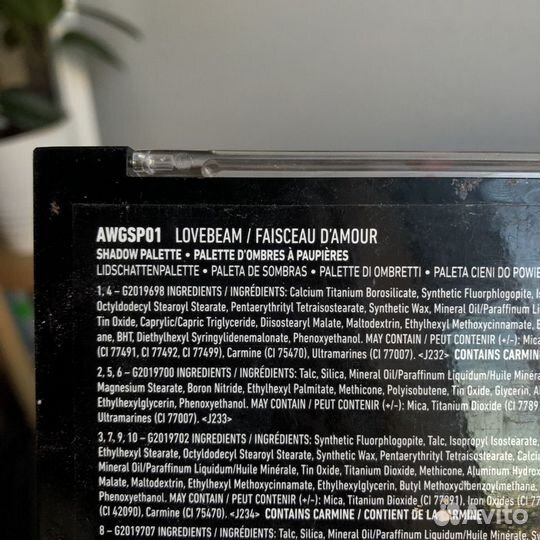 AWGSP01 LOVEBEAM / FAISCEAU D'AMOUR
SHADOW PALETTE • PALETTE D'OMBRES À PAUPIÈRES
LIDSCHATTENPALETTE • PALETA DE SOMBRAS • PALETTE DI OMBRETTI • PALETA CIENI DO POWIE
1, 4 – G2019698 INGREDIENTS / INGRÉDIENTS: Calcium Titanium Borosilicate, Synthetic Fluorphlogopite,
Octyldodecyl Stearoyl Stearate, Pentaerythrityl Tetraisostearate, Synthetic Wax, Mineral Oil/Paraffinum L
Tin Oxide, Caprylic/Capric Triglyceride, Diisostearyl Malate, Maltodextrin, Ethylhexyl Methoxycinnamate,
ane, BHT, Diethylhexyl Syringylidenemalonate, Phenoxyethanol. MAY CONTAIN / PEUT CONTENIR (+/-): Mica
(CI 77491, CI 77492, CI 77499), Carmine (CI 75470), Ultramarines (CI 77007). <J232> CONTAINS CARMIN
2, 5, 6 – G2019700 INGREDIENTS / INGRÉDIENTS: Talc, Silica, Mineral Oil/Paraffinum Liquidum/Huile Minéra
Magnesium Stearate, Boron Nitride, Ethylhexyl Palmitate, Methicone, Polyisobutene, Tin Oxide, Glycerin,
Ethylhexylglycerin, Phenoxyethanol. MAY CONTAIN / PEUT CONTENIR (+/-): Mica, Titanium Dioxide (CI 7789
Ultramarines (CI 77007). <J233>
3, 7, 9, 10 – G2019702 INGREDIENTS / INGRÉDIENTS: Synthetic Fluorphlogopite, Talc, Isopropyl Isostearate,
Ethylhexyl Stearate, Octyldodecyl Stearoyl Stearate, Synthetic Wax, Pentaerythrityl Tetraisostearate, Calc
Mineral Oil/Paraffinum Liquidum/Huile Minérale, Tin Oxide, Titanium Dioxide, Methicone, Aluminum Hydrox
Malate, Maltodextrin, Ethylhexyl Methoxycinnamate, Ethylhexylglycerin, Butyl Methoxydibenzoylmethane,
Phenoxyethanol. MAY CONTAIN / PEUT CONTENIR (+/-): Mica, Titanium Dioxide (CI 77891), Iron Oxides (CI
(CI 42090), Carmine (CI 75470). <J234> CONTAINS CARMINE / CONTIENT DE LA CARMINE
8 – G2019707 INGREDIENTS / INGRÉDIENTS: Talc, Silica, Mineral Oil/Paraffinum Liquidum/Huile Minér
Avito